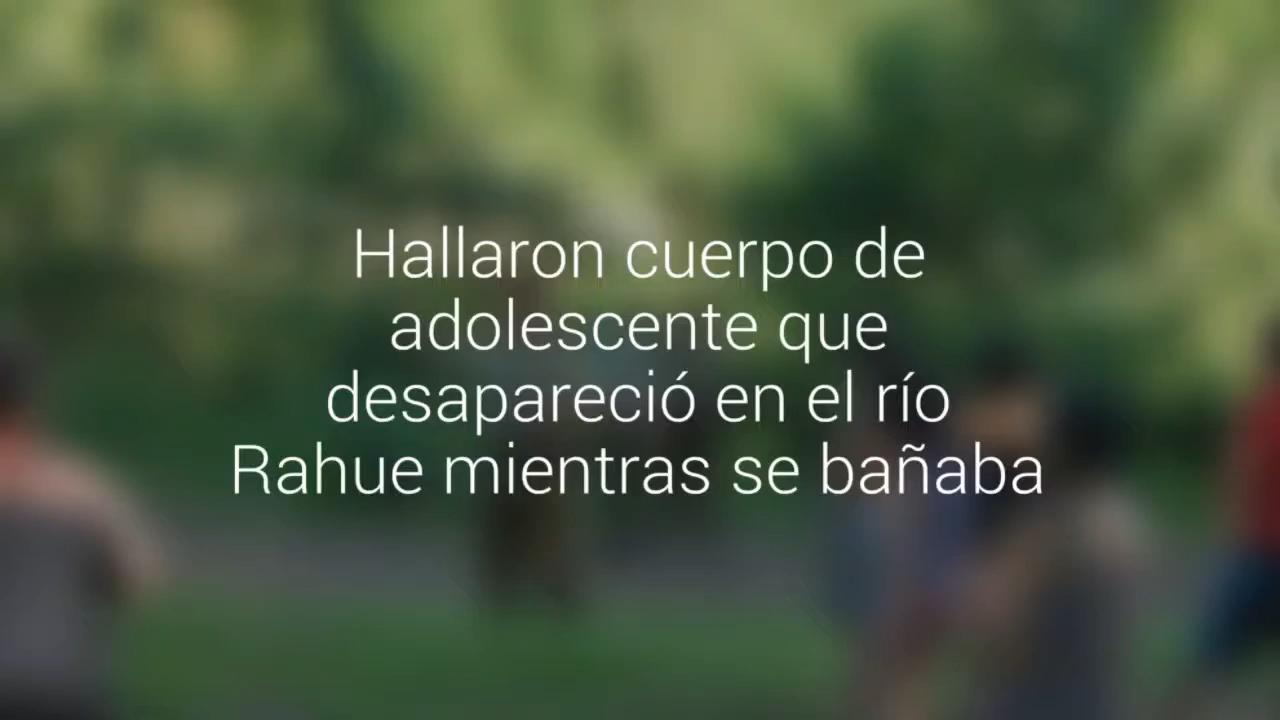 Hallaron cuerpo de
adolescente que
desapareció en el río
Rahue mientras se bañaba